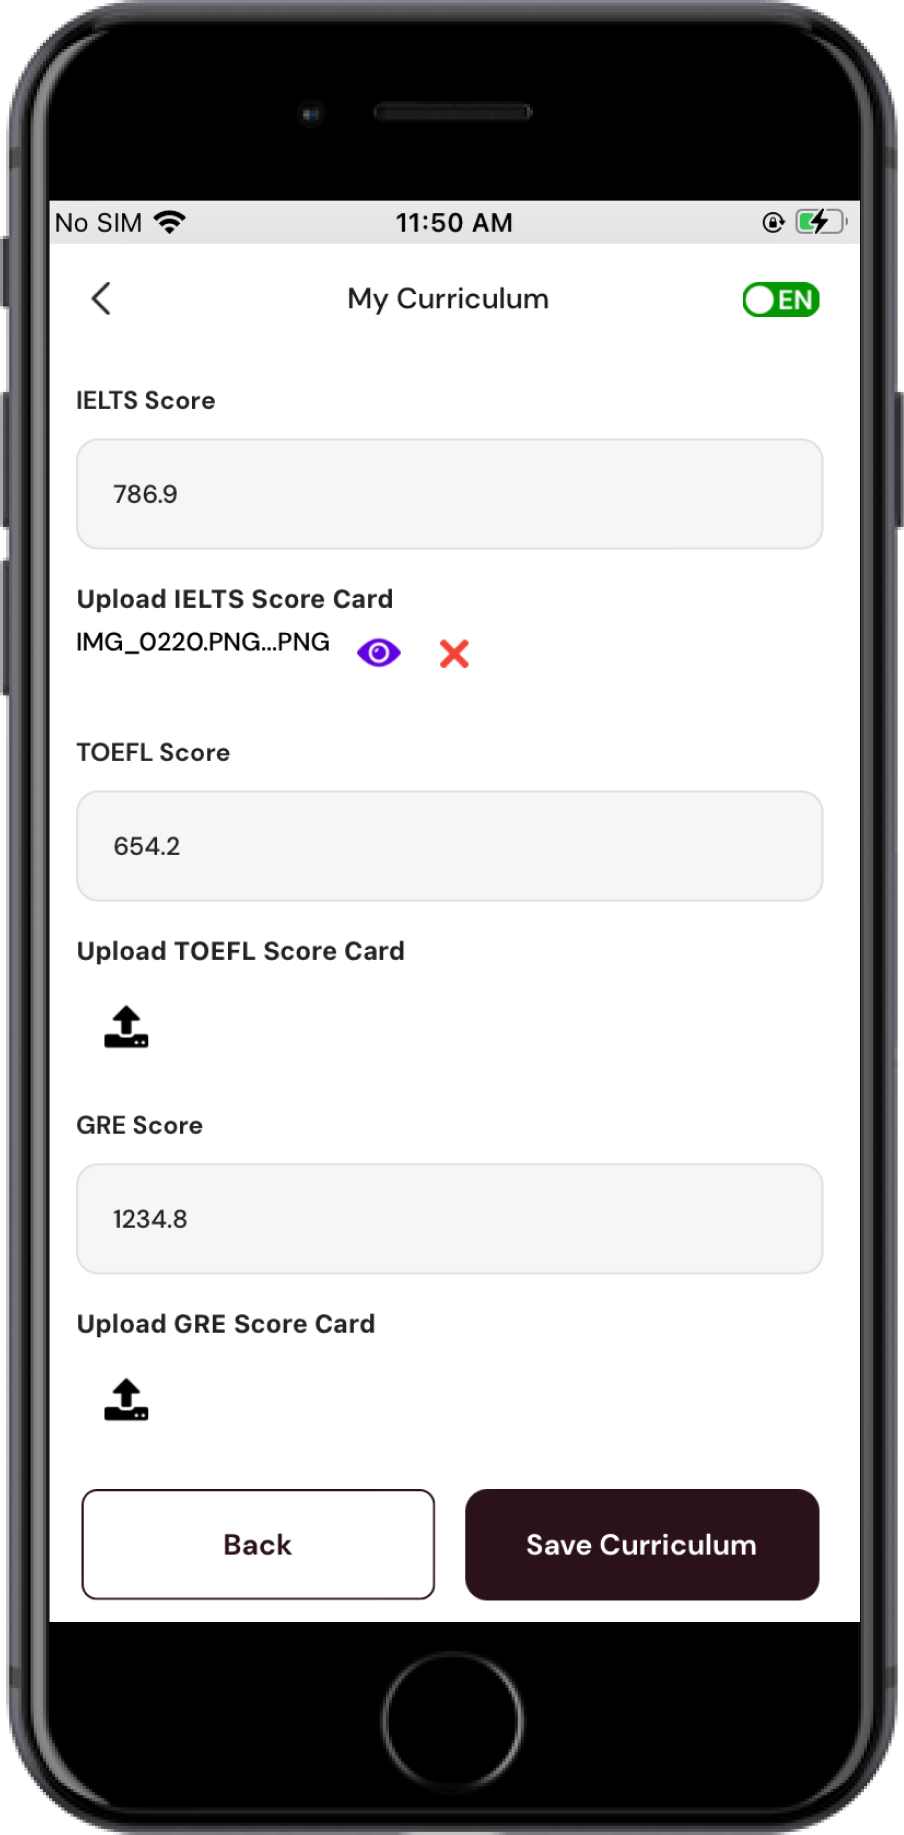 No SIM 11:50 AM
My Curriculum EN
IELTS Score
786.9
Upload IELTS Score Card
IMG_0220.PNG...PNG
TOEFL Score
654.2
Upload TOEFL Score Card
GRE Score
1234.8
Upload GRE Score Card
Back Save Curriculum